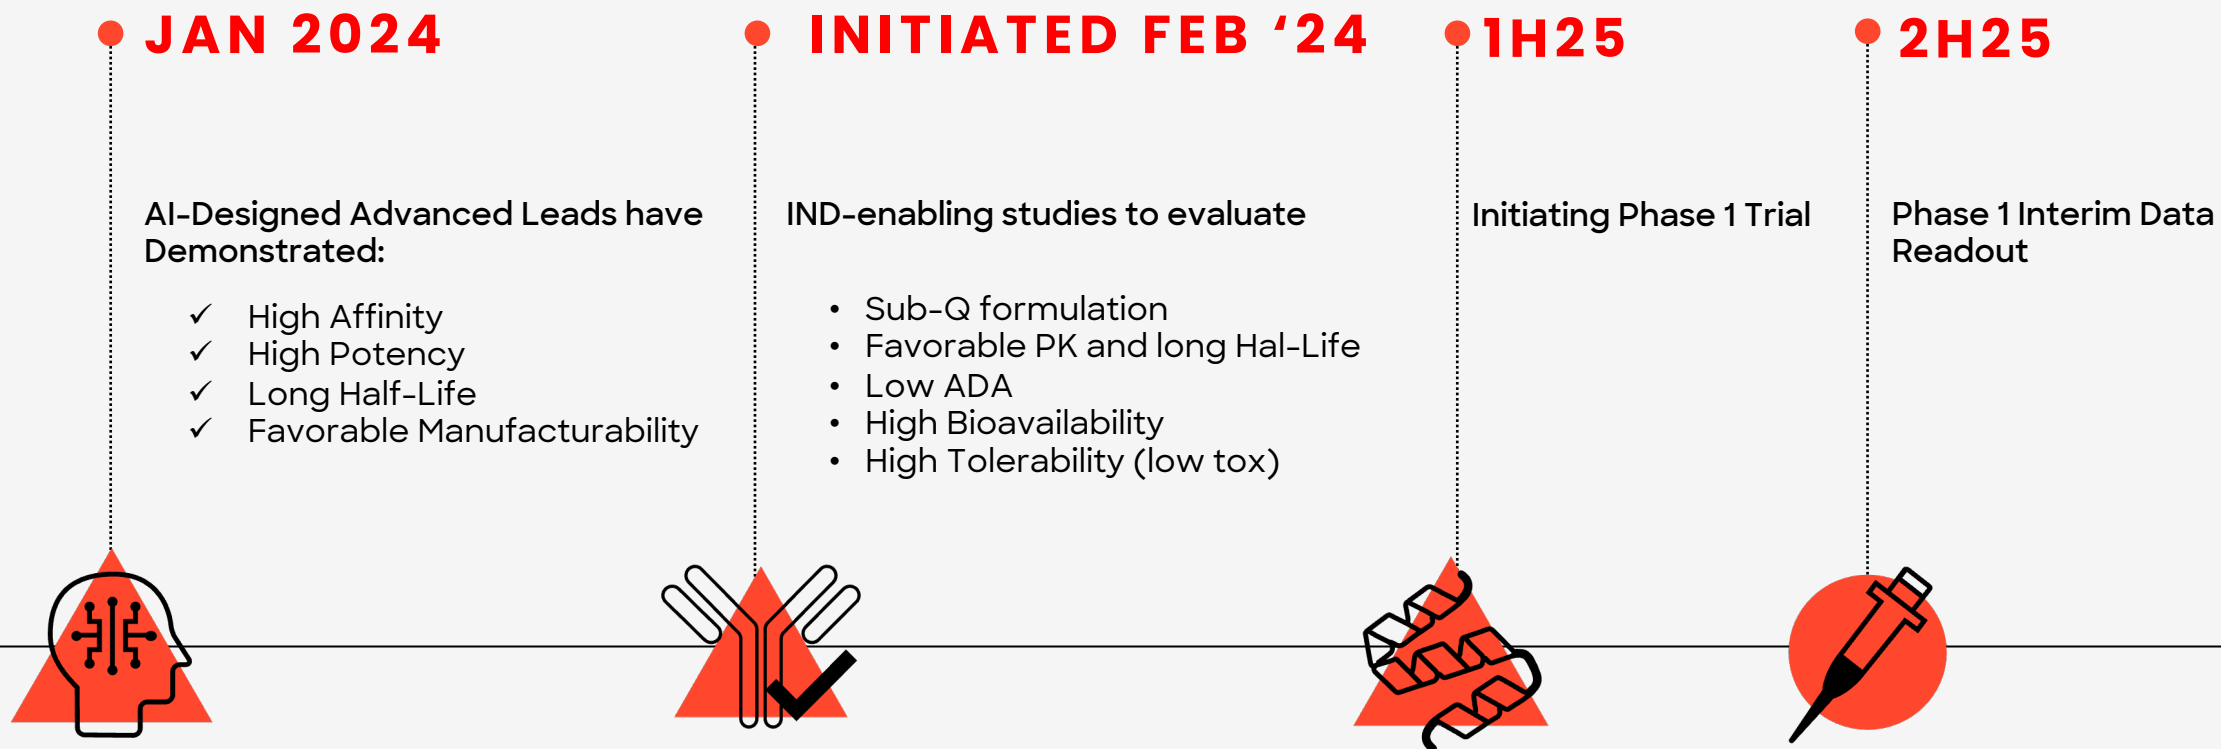 JAN 2024
AI-Designed Advanced Leads have
Demonstrated:
✓ High Affinity
✓ High Potency
✓ Long Half-Life
✓ Favorable Manufacturability
INITIATED FEB ‘24
IND-enabling studies to evaluate
• Sub-Q formulation
• Favorable PK and long Hal-Life
• Low ADA
• High Bioavailability
• High Tolerability (low tox)
1H25
Initiating Phase 1 Trial
2H25
Phase 1 Interim Data
Readout